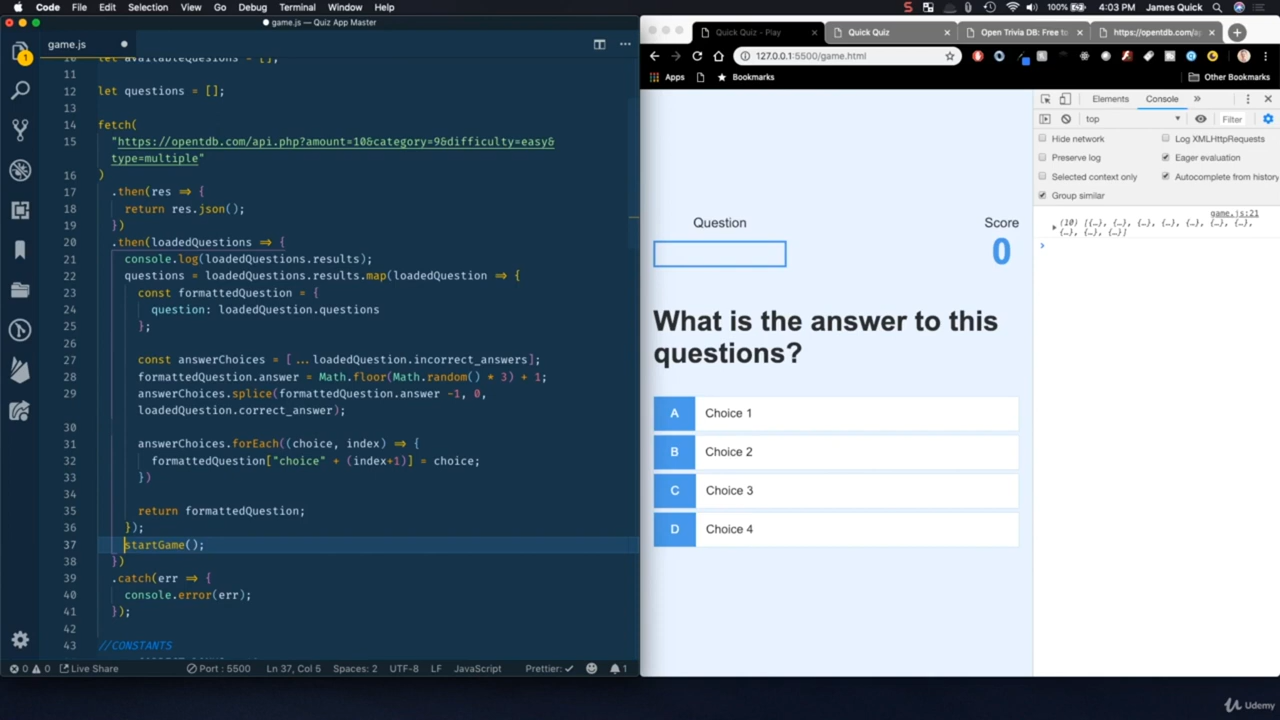 Code File Edit Selection View Go Debug Terminal Window Help
100% 4:03 PM James Quick
game.js — Quiz App Master
game.js
10 let availableQuesions = [];
11
12 let questions = [];
13
14 fetch(
15 "https://opentdb.com/api.php?amount=10&category=9&difficulty=easy&
type=multiple"
16 )
17 .then(res => {
18 return res.json();
19 })
20 .then(loadedQuestions => {
21 console.log(loadedQuestions.results);
22 questions = loadedQuestions.results.map(loadedQuestion => {
23 const formattedQuestion = {
24 question: loadedQuestion.questions
25 };
26
27 const answerChoices = [...loadedQuestion.incorrect_answers];
28 formattedQuestion.answer = Math.floor(Math.random() * 3) + 1;
29 answerChoices.splice(formattedQuestion.answer -1, 0,
loadedQuestion.correct_answer);
30
31 answerChoices.forEach((choice, index) => {
32 formattedQuestion["choice" + (index+1)] = choice;
33 })
34
35 return formattedQuestion;
36 });
37 startGame();
38 })
39 .catch(err => {
40 console.error(err);
41 });
42
43 //CONSTANTS
1
0 0 Live Share Port : 5500 Ln 37, Col 5 Spaces: 2 UTF-8 LF JavaScript Prettier: ✓ 1
Quick Quiz - Play × Quick Quiz × Open Trivia DB: Free to × https://opentdb.com/ap ×
127.0.0.1:5500/game.html
Apps Bookmarks Other Bookmarks
Question
Score
0
What is the answer to this
questions?
A Choice 1
B Choice 2
C Choice 3
D Choice 4
Elements Console »
top Filter
Hide network Log XMLHttpRequests
Preserve log Eager evaluation
Selected context only Autocomplete from history
Group similar
game.js:21
(10) [{…}, {…}, {…}, {…}, {…}, {…}, {…},
{…}, {…}, {…}]
Udemy